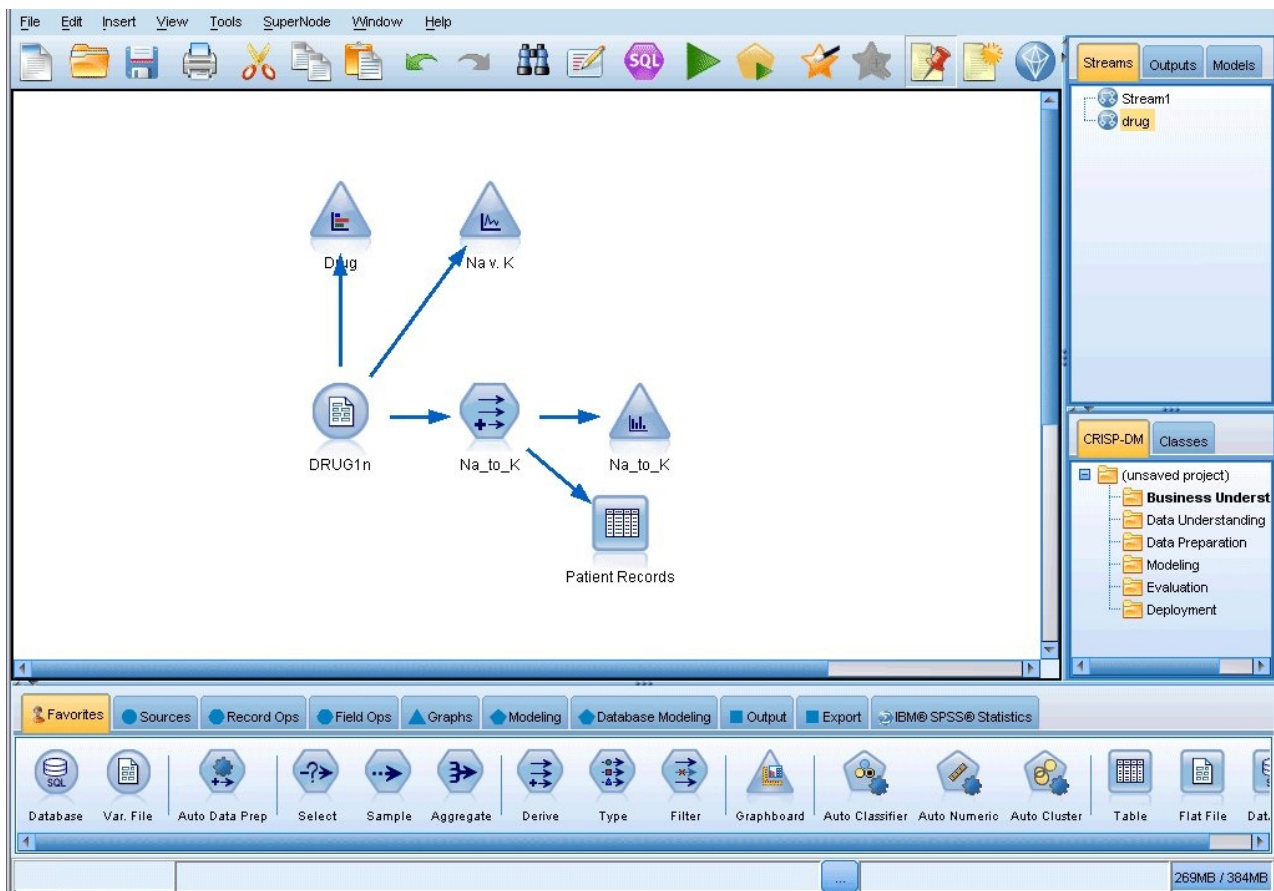 File Edit Insert View Tools SuperNode Window Help
SQL
Streams Outputs Models
Stream1
drug
Drug
Na v. K
DRUG1n
Na_to_K
Na_to_K
Patient Records
CRISP-DM Classes
(unsaved project)
Business Underst
Data Understanding
Data Preparation
Modeling
Evaluation
Deployment
Favorites Sources Record Ops Field Ops Graphs Modeling Database Modeling Output Export IBM® SPSS® Statistics
SQL
Database Var. File Auto Data Prep Select Sample Aggregate Derive Type Filter Graphboard Auto Classifier Auto Numeric Auto Cluster Table Flat File Dat.
...
269MB / 384MB